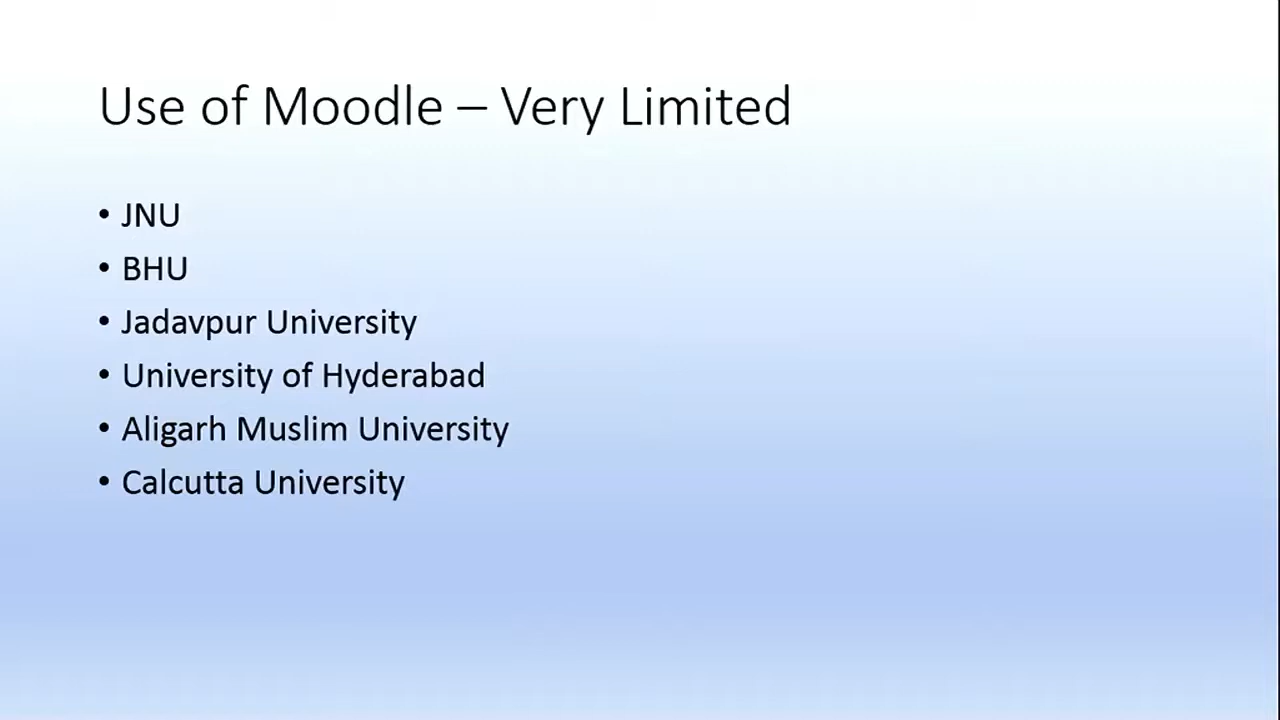 Use of Moodle – Very Limited
• JNU
• BHU
• Jadavpur University
• University of Hyderabad
• Aligarh Muslim University
• Calcutta University